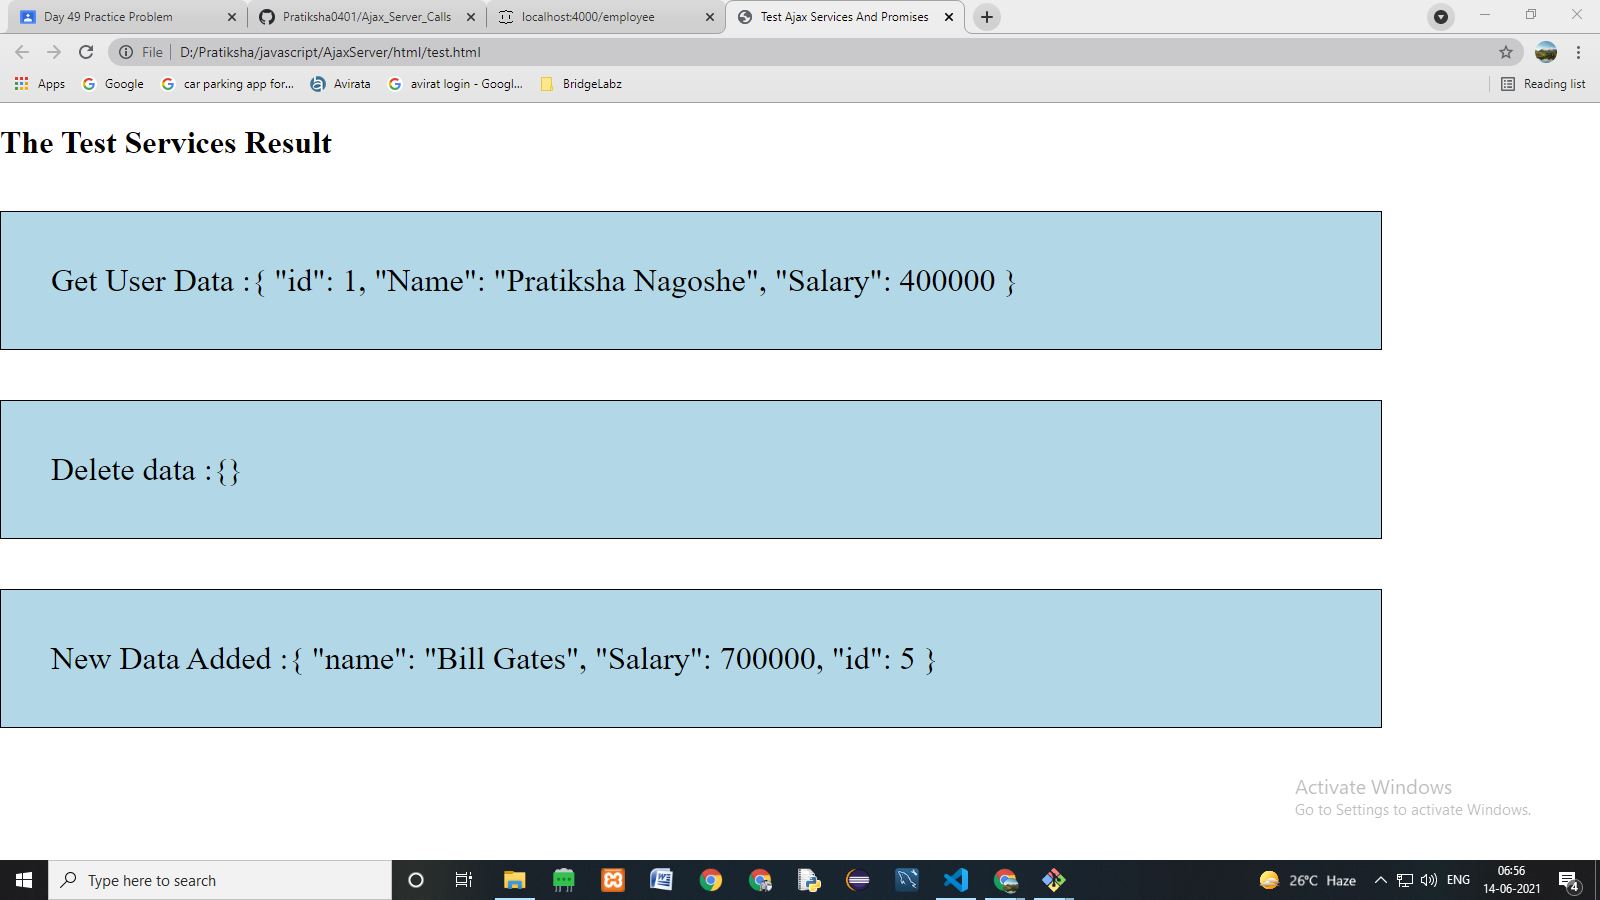 Day 49 Practice Problem
Pratiksha0401/Ajax_Server_Calls
localhost:4000/employee
Test Ajax Services And Promises
File
D:/Pratiksha/javascript/AjaxServer/html/test.html
Apps
Google
car parking app for...
Avirata
avirat login - Googl...
BridgeLabz
Reading list
The Test Services Result
Get User Data :{ "id": 1, "Name": "Pratiksha Nagoshe", "Salary": 400000 }
Delete data :{}
New Data Added :{ "name": "Bill Gates", "Salary": 700000, "id": 5 }
Activate Windows
Go to Settings to activate Windows.
Type here to search
26°C Haze
ENG
06:56
14-06-2021
4